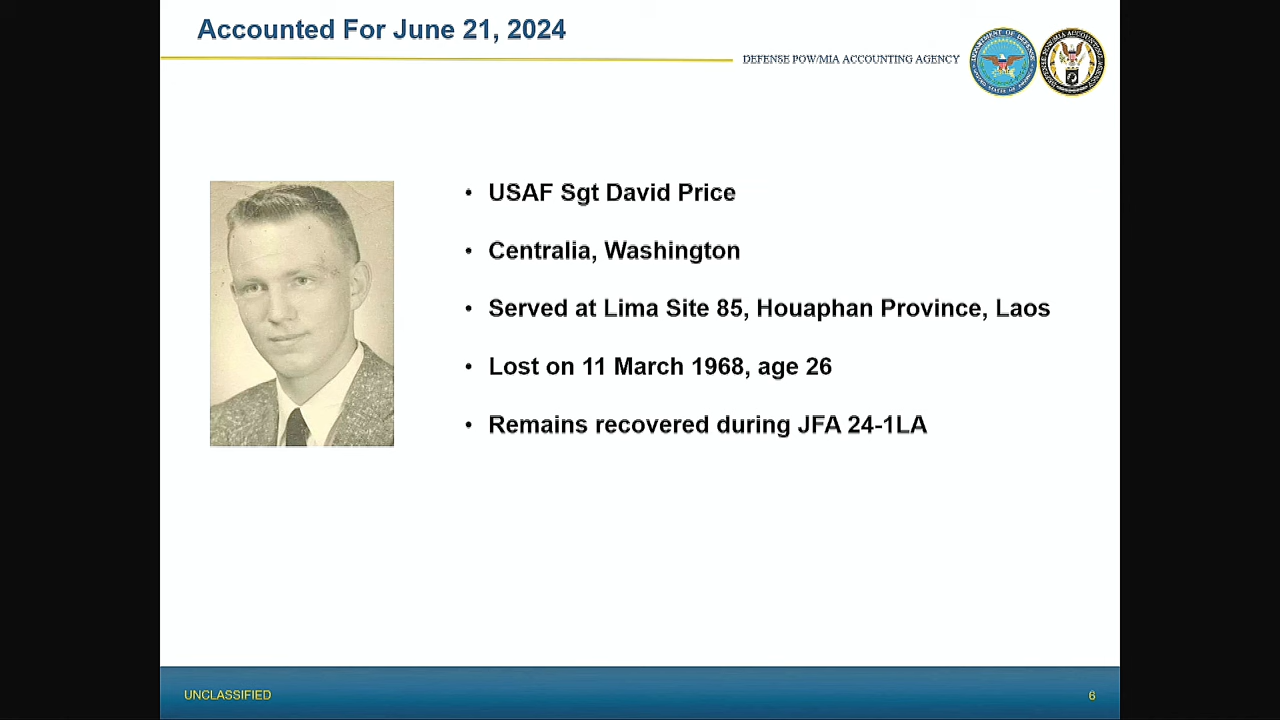 Accounted For June 21, 2024
DEFENSE POW/MIA ACCOUNTING AGENCY
• USAF Sgt David Price
• Centralia, Washington
• Served at Lima Site 85, Houaphan Province, Laos
• Lost on 11 March 1968, age 26
• Remains recovered during JFA 24-1LA
UNCLASSIFIED
6